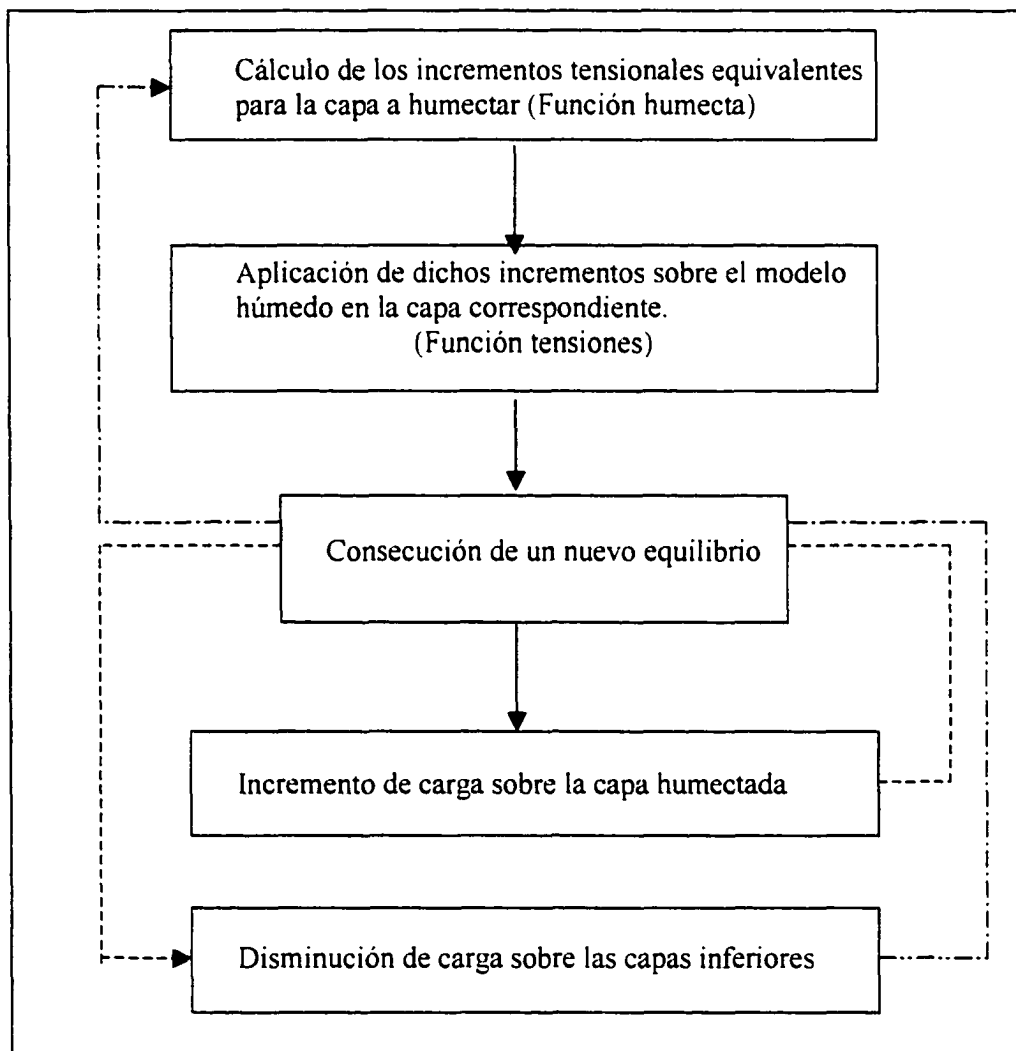 Cálculo de los incrementos tensionales equivalentes
para la capa a humectar (Función humecta)
Aplicación de dichos incrementos sobre el modelo
húmedo en la capa correspondiente.
(Función tensiones)
Consecución de un nuevo equilibrio
Incremento de carga sobre la capa humectada
Disminución de carga sobre las capas inferiores